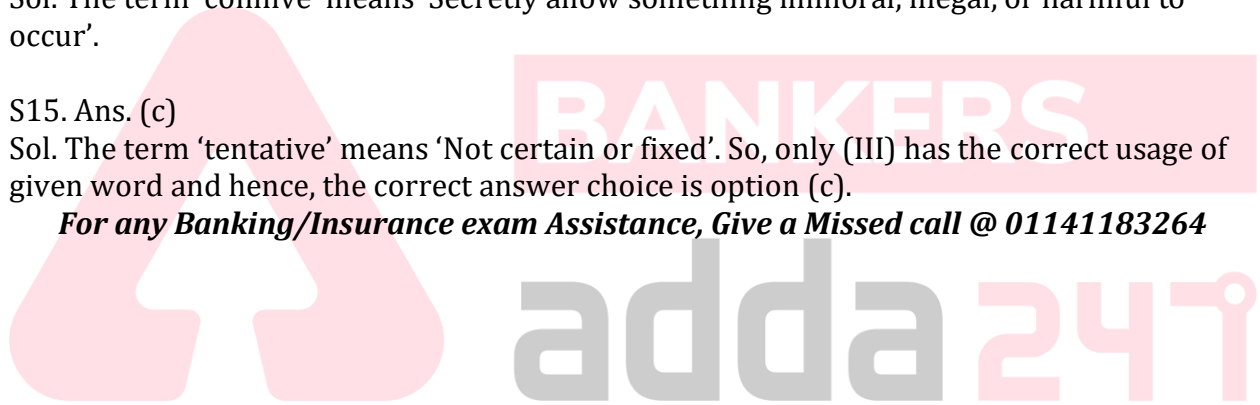 Sol. The term ‘connive’ means ‘Secretly allow something immoral, illegal, or harmful to
occur’.
S15. Ans. (c)
Sol. The term ‘tentative’ means ‘Not certain or fixed’. So, only (III) has the correct usage of
given word and hence, the correct answer choice is option (c).
For any Banking/Insurance exam Assistance, Give a Missed call @ 01141183264
BANKERS
adda 247